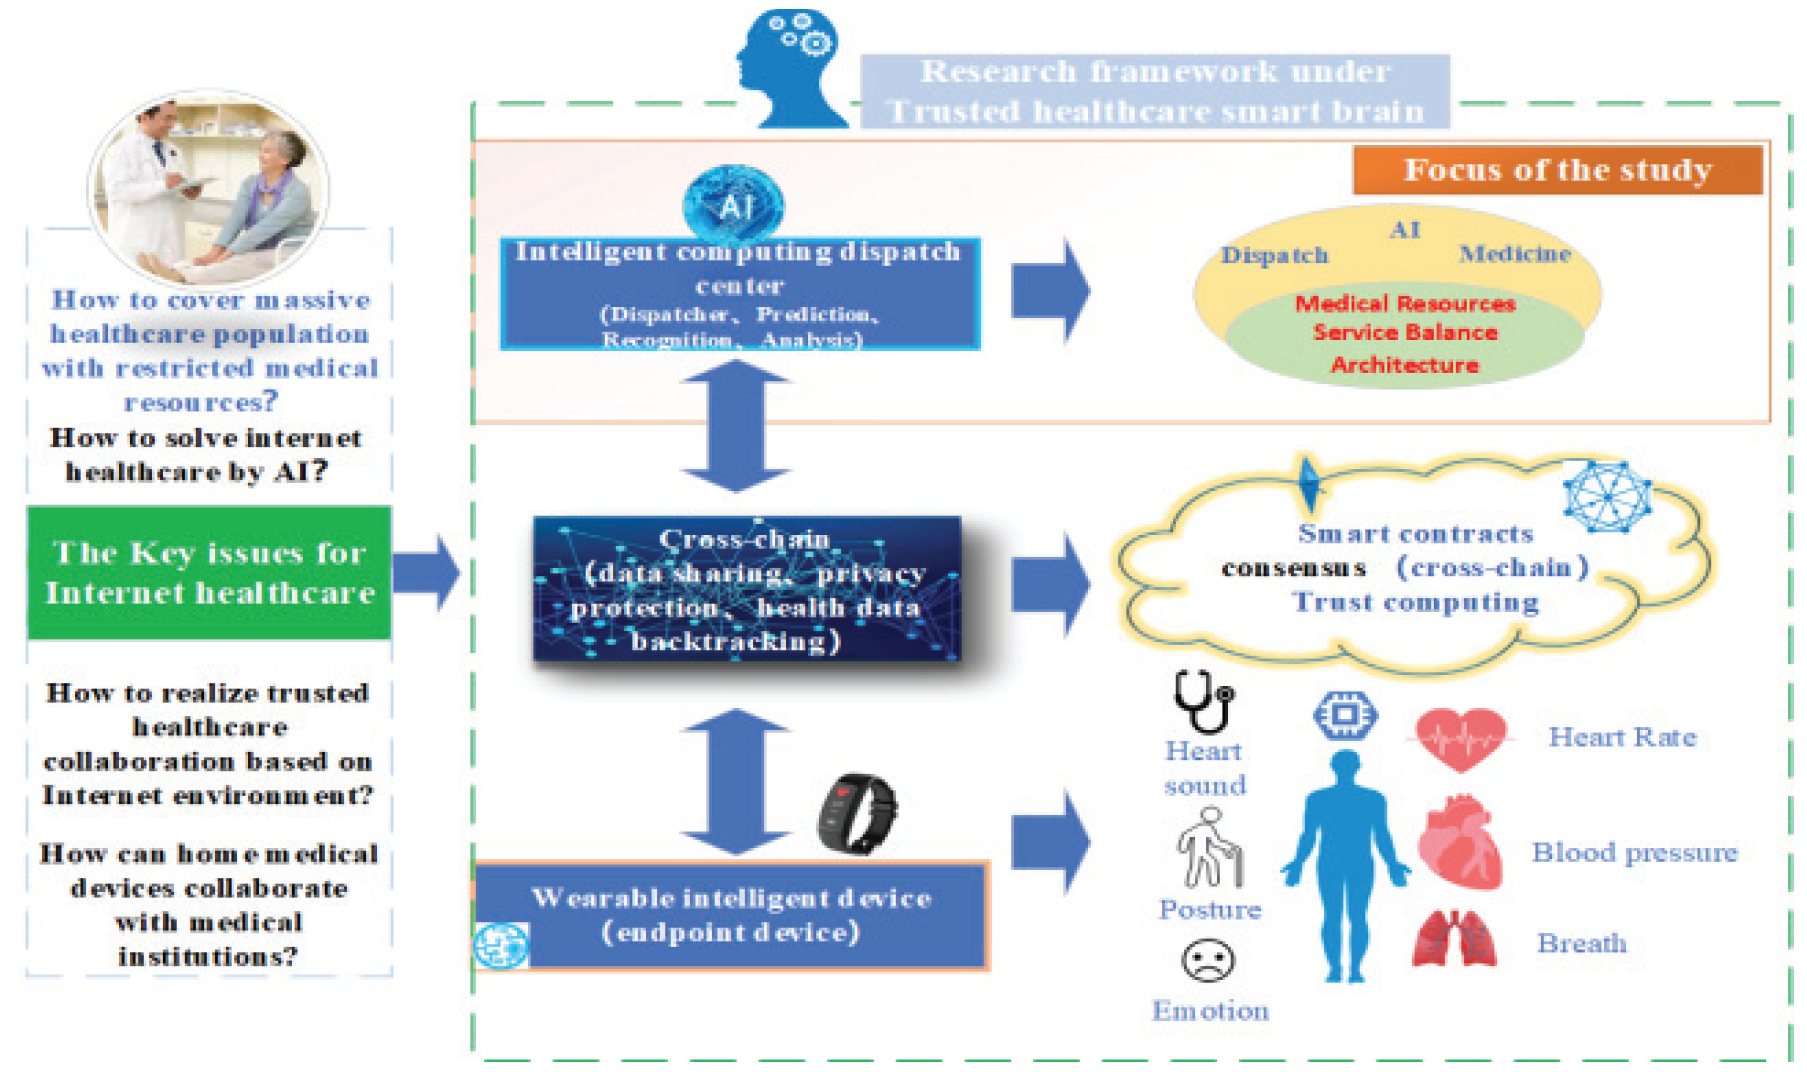 Research framework under
Trusted healthcare smart brain
How to cover massive
healthcare population
with restricted medical
resources?
How to solve internet
healthcare by AI?
The Key issues for
Internet healthcare
How to realize trusted
healthcare
collaboration based on
Internet environment?
How can home medical
devices collaborate
with medical
institutions?
AI
Intelligent computing dispatch
center
(Dispatcher、Prediction、
Recognition、Analysis)
Focus of the study
AI
Dispatch
Medicine
Medical Resources
Service Balance
Architecture
Cross-chain
(data sharing、privacy
protection、health data
backtracking)
Smart contracts
consensus (cross-chain)
Trust computing
Wearable intelligent device
(endpoint device)
Heart
sound
Posture
Emotion
Heart Rate
Blood pressure
Breath